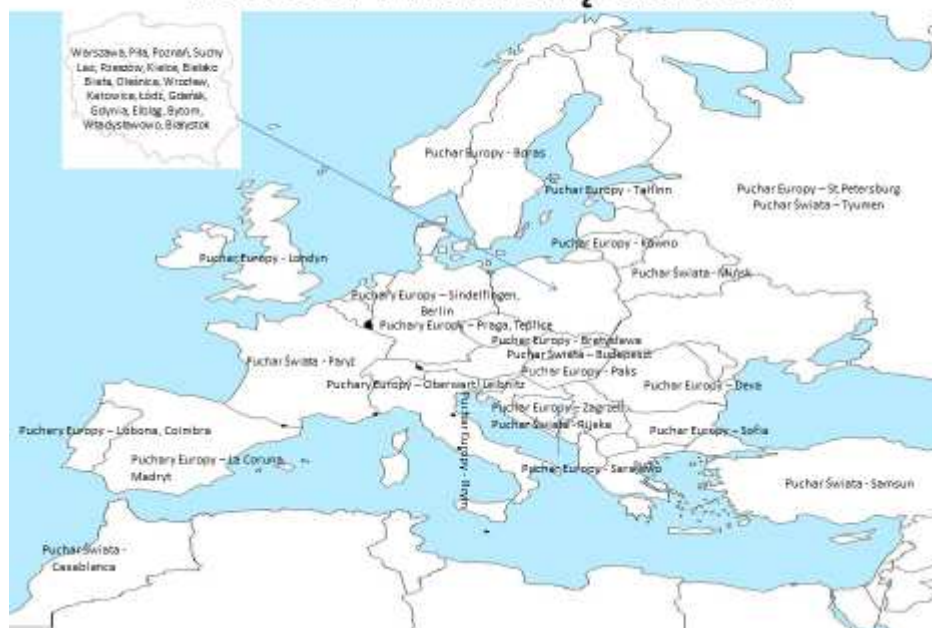 Warszawa, Piła, Poznań, Suchy
Las, Rzeszów, Kielce, Bielsko
Biała, Oleśnica, Wrocław,
Katowice, Łódź, Gdańsk,
Gdynia, Elbląg, Bytom,
Władysławowo, Białystok
Puchar Europy - Boras
Puchar Europy - Tallinn
Puchar Europy – St.Petersburg
Puchar Świata – Tyumen
Puchar Europy - Kowno
Puchar Europy - Londyn
Puchar Świata - Mińsk
Puchary Europy – Sindelfingen,
Berlin
Puchary Europy – Praga, Teplice
Puchar Europy – Bratysława
Puchar Świata – Budapeszt
Puchar Świata - Paryż
Puchar Europy - Paks
Puchary Europy – Oberwart, Leibnitz
Puchar Europy – Deva
Puchar Europy – Zagrzeb
Puchar Świata - Rijeka
Puchar Europy - Rzym
Puchary Europy – Lobona, Coimbra
Puchar Europy – Sofia
Puchary Europy – La Coruna,
Madryt
Puchar Europy – Sarajewo
Puchar Świata - Samsun
Puchar Świata -
Casablanca